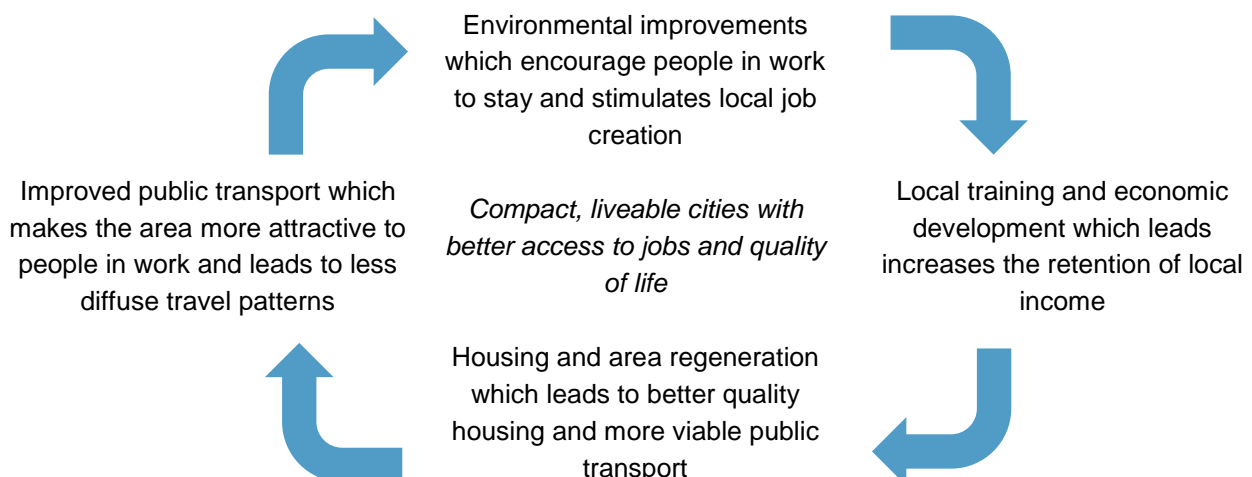 Environmental improvements
which encourage people in work
to stay and stimulates local job
creation
Improved public transport which
makes the area more attractive to
people in work and leads to less
diffuse travel patterns
Compact, liveable cities with
better access to jobs and quality
of life
Local training and economic
development which leads
increases the retention of local
income
Housing and area regeneration
which leads to better quality
housing and more viable public
transport